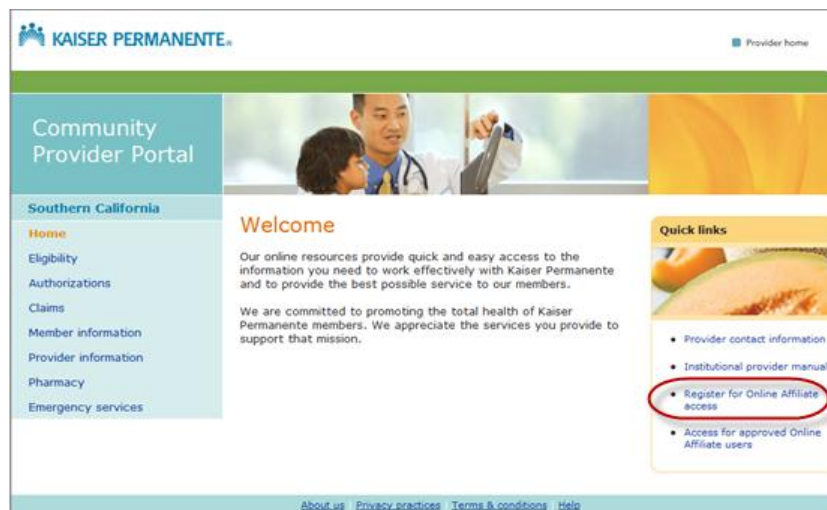 KAISER PERMANENTE®
Provider home
Community
Provider Portal
Southern California
Home
Eligibility
Authorizations
Claims
Member information
Provider information
Pharmacy
Emergency services
Welcome
Our online resources provide quick and easy access to the
information you need to work effectively with Kaiser Permanente
and to provide the best possible service to our members.
We are committed to promoting the total health of Kaiser
Permanente members. We appreciate the services you provide to
support that mission.
Quick links
• Provider contact information
• Institutional provider manual
• Register for Online Affiliate
access
• Access for approved Online
Affiliate users
About us Privacy practices Terms & conditions Help